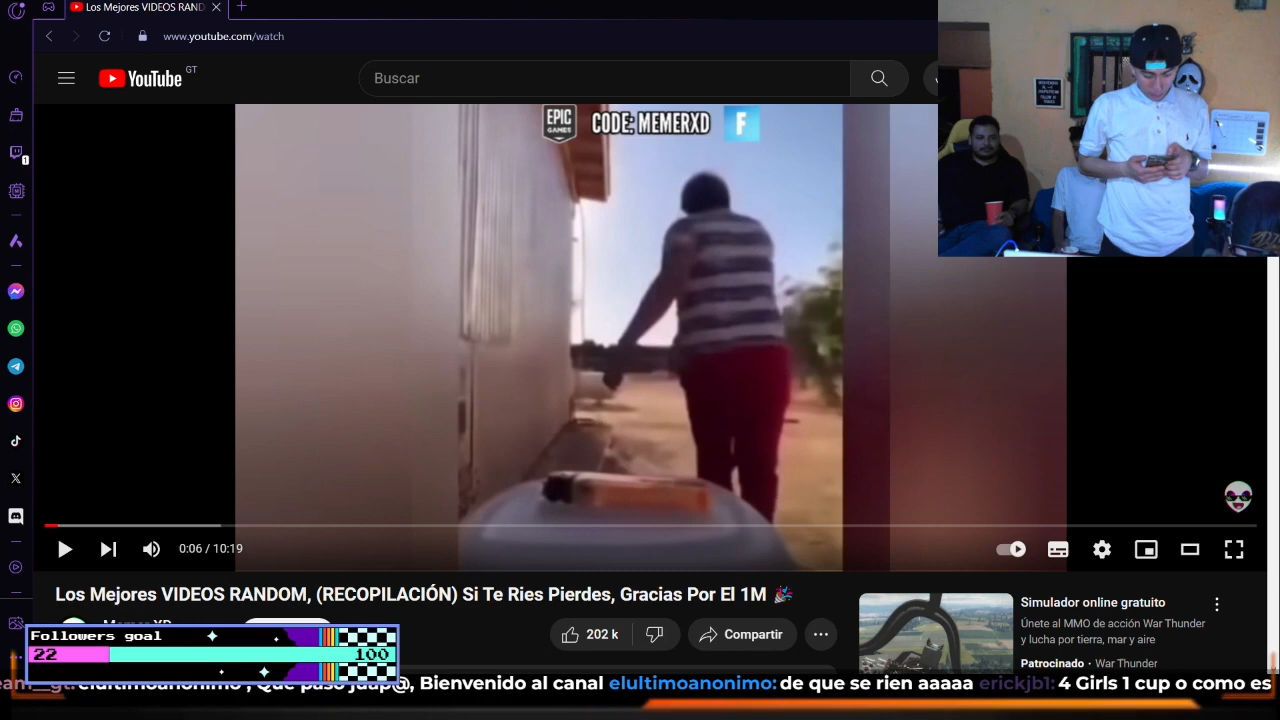 Los Mejores VIDEOS RAND
www.youtube.com/watch
YouTube GT
Buscar
1
EPIC GAMES
CODE: MEMERXD
F
0:06 / 10:19
Los Mejores VIDEOS RANDOM, (RECOPILACIÓN) Si Te Ries Pierdes, Gracias Por El 1M
202 k
Compartir
Simulador online gratuito
Únete al MMO de acción War Thunder
y lucha por tierra, mar y aire
Patrocinado · War Thunder
Followers goal
22
100
elultimoanonimo, Que paso juap@, Bienvenido al canal elultimoanonimo: de que se rien aaaaa erickjb1: 4 Girls 1 cup o como es